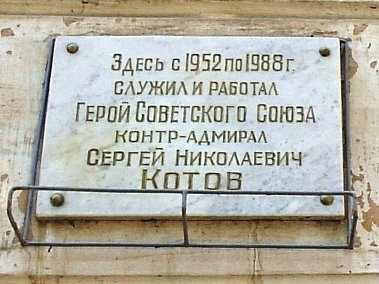 Здесь с 1952 по 1988 г.
служил и работал
Герой Советского Союза
контр-адмирал
Сергей Николаевич
Котов